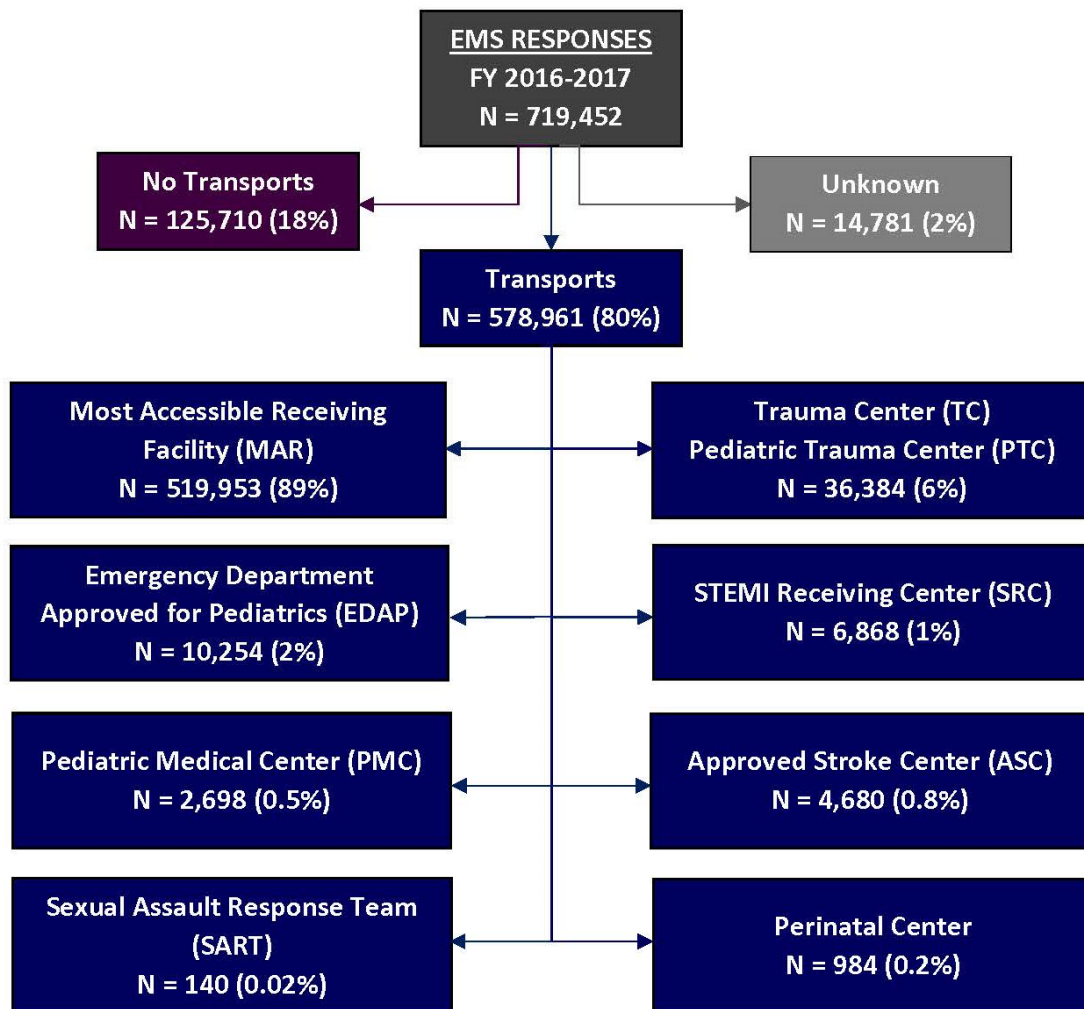 EMS RESPONSES
FY 2016-2017
N = 719,452
No Transports
N = 125,710 (18%)
Unknown
N = 14,781 (2%)
Transports
N = 578,961 (80%)
Most Accessible Receiving
Facility (MAR)
N = 519,953 (89%)
Trauma Center (TC)
Pediatric Trauma Center (PTC)
N = 36,384 (6%)
Emergency Department
Approved for Pediatrics (EDAP)
N = 10,254 (2%)
STEMI Receiving Center (SRC)
N = 6,868 (1%)
Pediatric Medical Center (PMC)
N = 2,698 (0.5%)
Approved Stroke Center (ASC)
N = 4,680 (0.8%)
Sexual Assault Response Team
(SART)
N = 140 (0.02%)
Perinatal Center
N = 984 (0.2%)